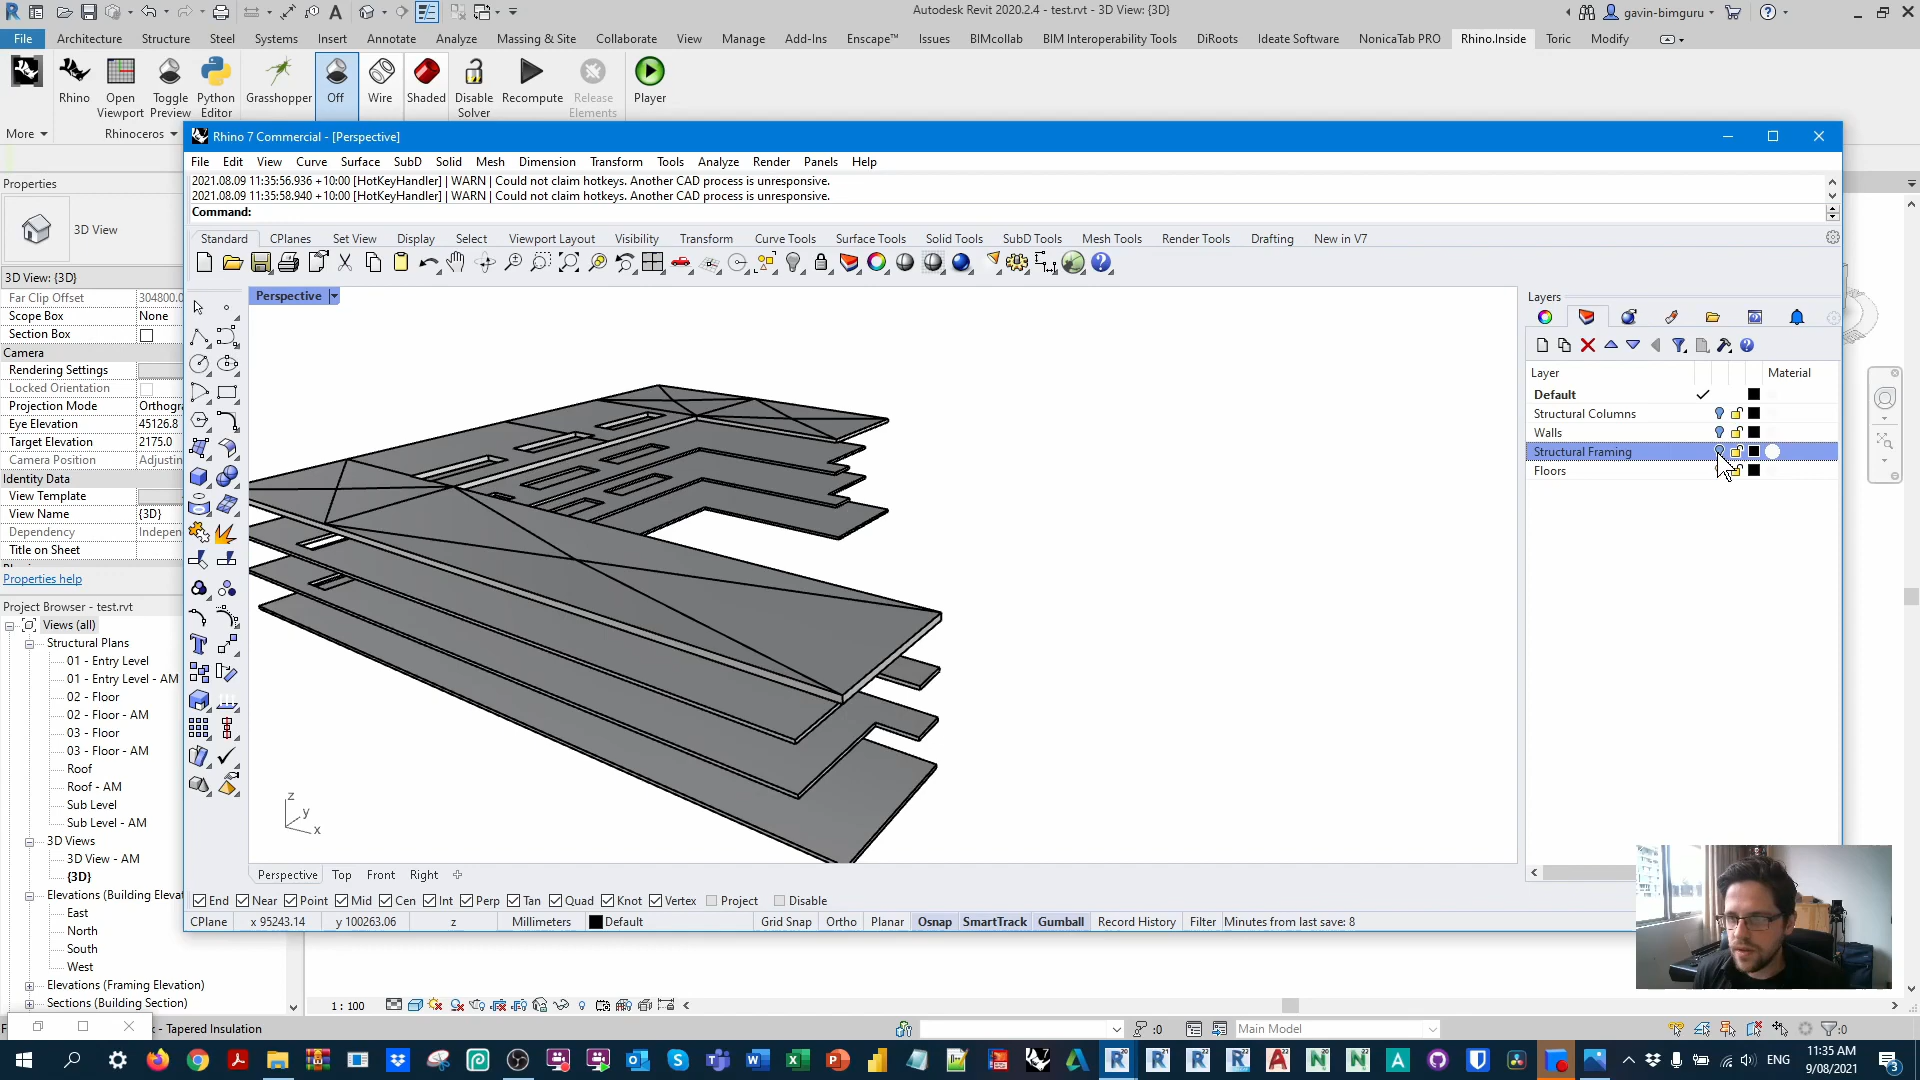 Autodesk Revit 2020.2.4 - test.rvt - 3D View: {3D}
gavin-bimguru
File Architecture Structure Steel Systems Insert Annotate Analyze Massing & Site Collaborate View Manage Add-Ins Enscape™ Issues BIMcollab BIM Interoperability Tools DiRoots Ideate Software NonicaTab PRO Rhino.Inside Toric Modify
Rhino Open Viewport Toggle Preview Python Editor Grasshopper Off Wire Shaded Disable Solver Recompute Release Elements Player
More Rhinoceros
Rhino 7 Commercial - [Perspective]
File Edit View Curve Surface SubD Solid Mesh Dimension Transform Tools Analyze Render Panels Help
2021.08.09 11:35:56.936 +10:00 [HotKeyHandler] | WARN | Could not claim hotkeys. Another CAD process is unresponsive.
2021.08.09 11:35:58.940 +10:00 [HotKeyHandler] | WARN | Could not claim hotkeys. Another CAD process is unresponsive.
Command:
Standard CPlanes Set View Display Select Viewport Layout Visibility Transform Curve Tools Surface Tools Solid Tools SubD Tools Mesh Tools Render Tools Drafting New in V7
Properties
3D View
3D View: {3D}
Far Clip Offset 304800.0
Scope Box None
Section Box
Camera
Rendering Settings
Locked Orientation
Projection Mode Orthogra
Eye Elevation 45126.8
Target Elevation 2175.0
Camera Position Adjustin
Identity Data
View Template
View Name {3D}
Dependency Indepen
Title on Sheet
Properties help
Project Browser - test.rvt
Views (all)
Structural Plans
01 - Entry Level
01 - Entry Level - AM
02 - Floor
02 - Floor - AM
03 - Floor
03 - Floor - AM
Roof
Roof - AM
Sub Level
Sub Level - AM
3D Views
3D View - AM
{3D}
Elevations (Building Elevat
East
North
South
West
Elevations (Framing Elevation)
Sections (Building Section)
- Tapered Insulation
Perspective
z
y
x
Layers
Layer Material
Default
Structural Columns
Walls
Structural Framing
Floors
Perspective Top Front Right
End Near Point Mid Cen Int Perp Tan Quad Knot Vertex Project Disable
CPlane x 95243.14 y 100263.06 z Millimeters Default Grid Snap Ortho Planar Osnap SmartTrack Gumball Record History Filter Minutes from last save: 8
1 : 100
:0 Main Model :0
ENG
11:35 AM
9/08/2021
3